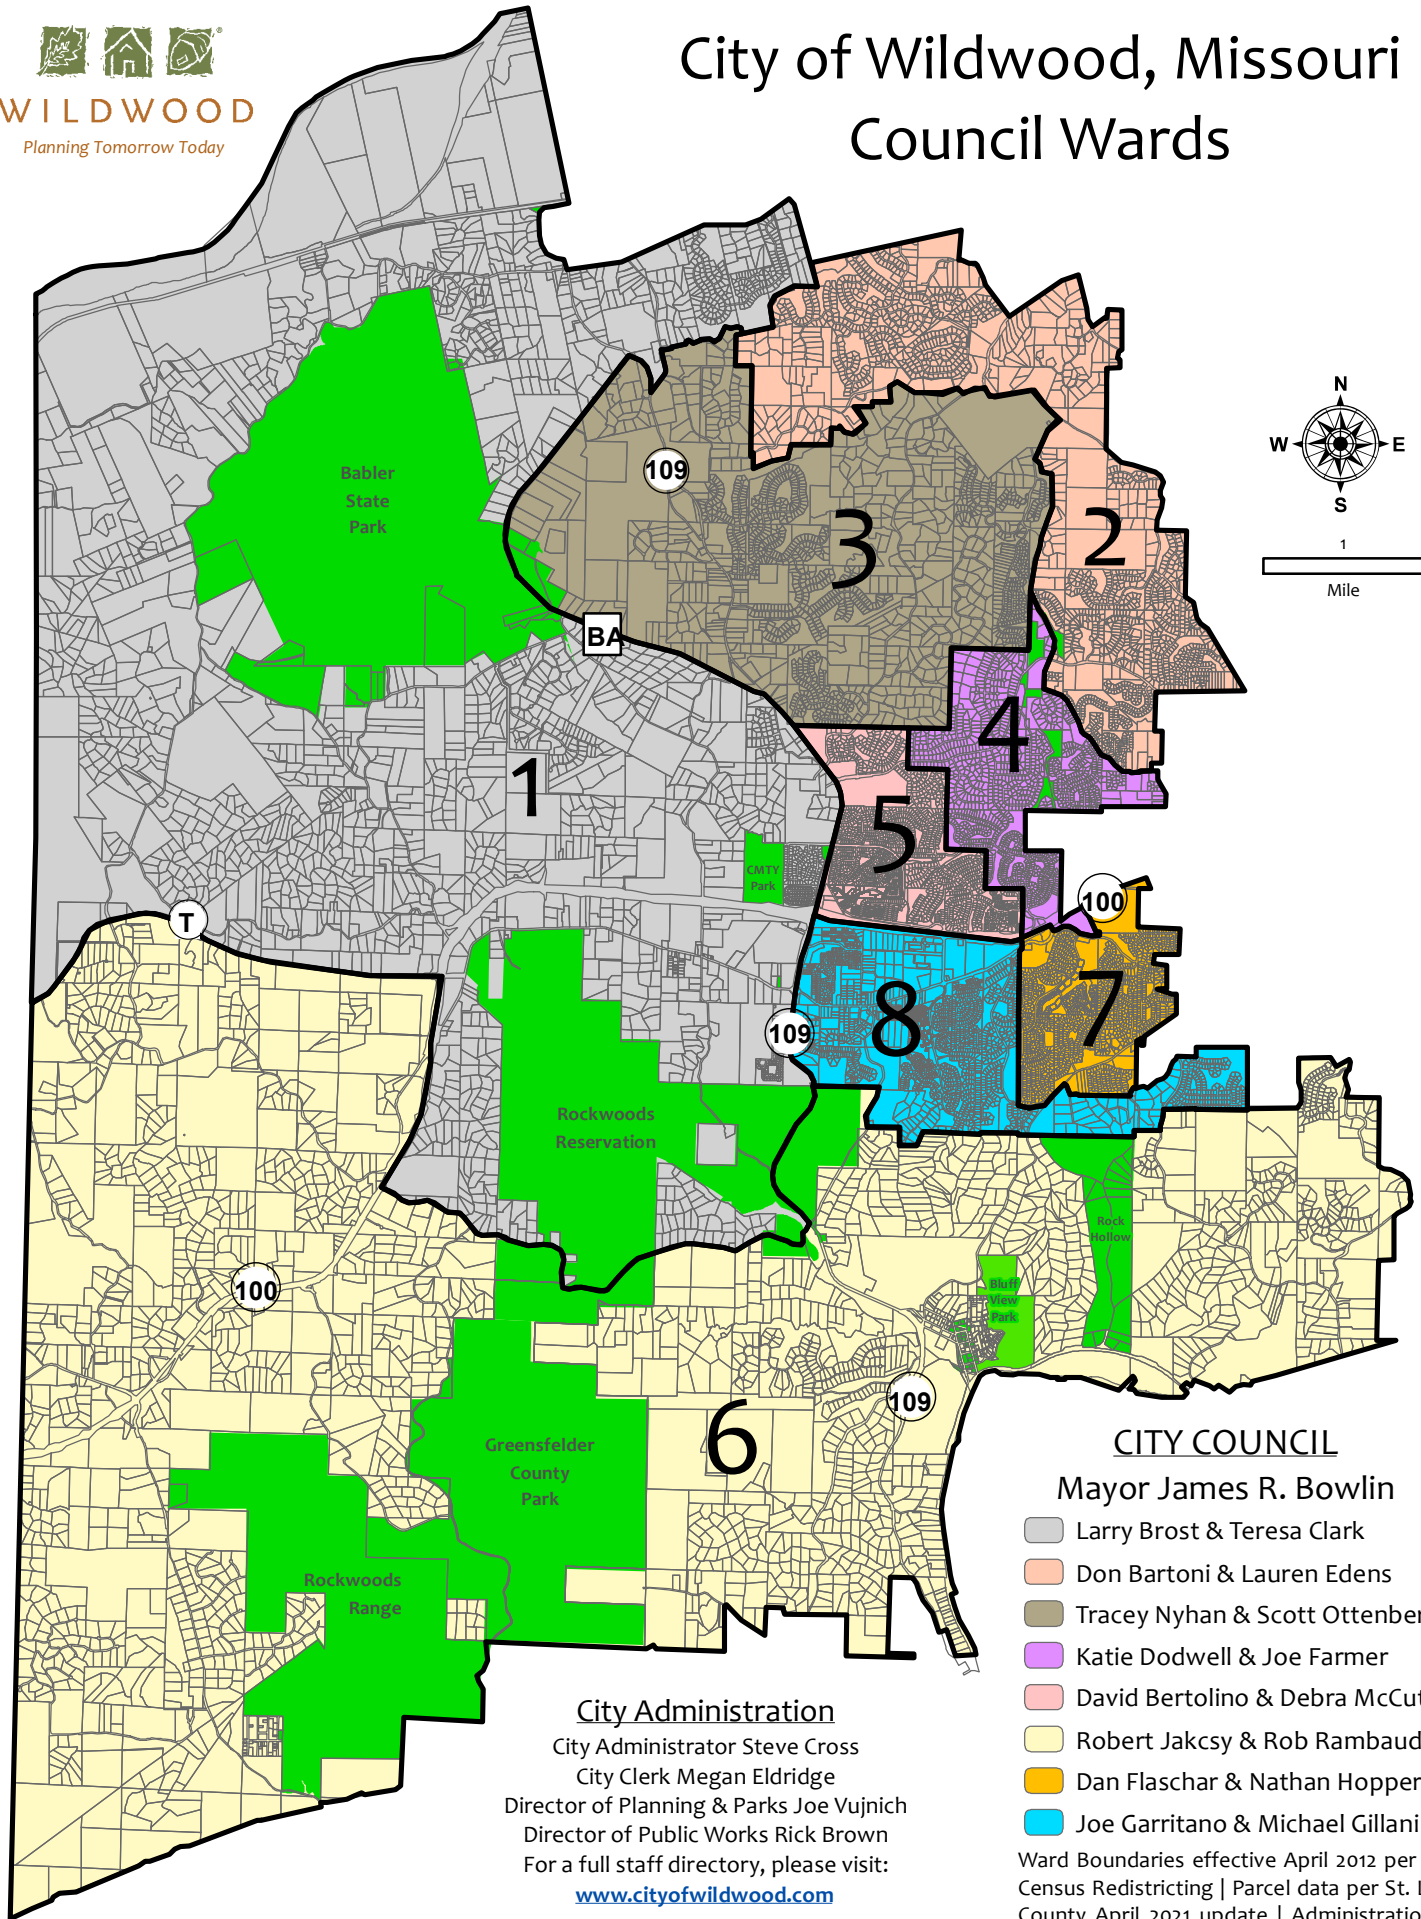 WILDWOOD
Planning Tomorrow Today
City of Wildwood, Missouri
Council Wards
N
W E
S
1
Mile
Babler
State
Park
109
3
2
BA
4
1
5
CMTY
Park
T
100
7
8
109
Rockwoods
Reservation
Rock
Hollow
100
Bluff
View
Park
109
6
Greensfelder
County
Park
Rockwoods
Range
CITY COUNCIL
Mayor James R. Bowlin
Larry Brost & Teresa Clark
Don Bartoni & Lauren Edens
Tracey Nyhan & Scott Ottenber
Katie Dodwell & Joe Farmer
David Bertolino & Debra McCut
Robert Jakcsy & Rob Rambaud
Dan Flaschar & Nathan Hopper
Joe Garritano & Michael Gillani
Ward Boundaries effective April 2012 per
Census Redistricting | Parcel data per St.
County April 2021 update | Administratio
City Administration
City Administrator Steve Cross
City Clerk Megan Eldridge
Director of Planning & Parks Joe Vujnich
Director of Public Works Rick Brown
For a full staff directory, please visit:
www.cityofwildwood.com